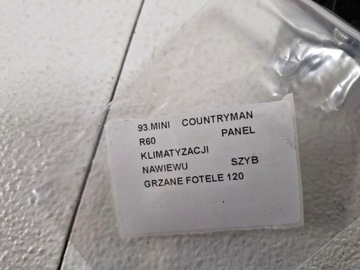 93.MINI COUNTRYMAN
R60 PANEL
KLIMATYZACJI
NAWIEWU SZYB
GRZANE FOTELE 120